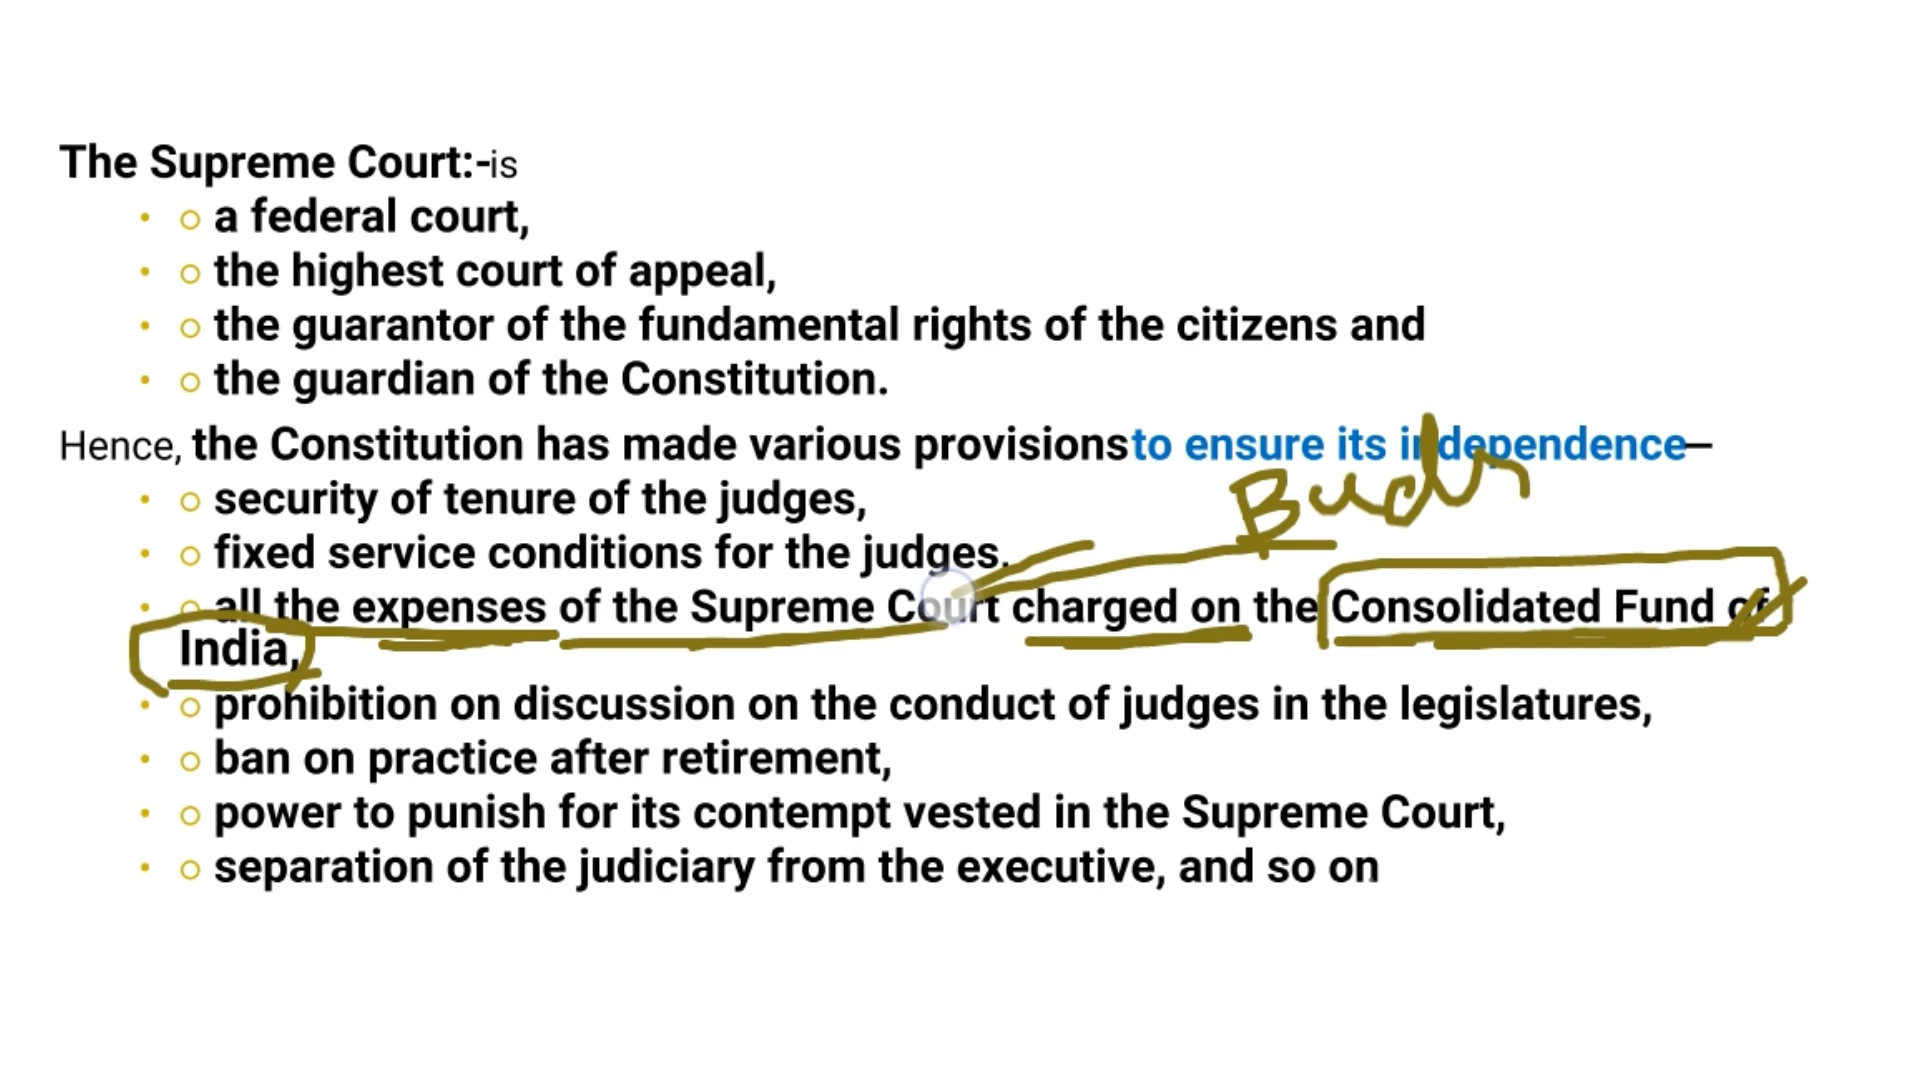 The Supreme Court:-is
• ○ a federal court,
• ○ the highest court of appeal,
• ○ the guarantor of the fundamental rights of the citizens and
• ○ the guardian of the Constitution.
Hence, the Constitution has made various provisions to ensure its independence—
• ○ security of tenure of the judges,
• ○ fixed service conditions for the judges.
• ○ all the expenses of the Supreme Court charged on the Consolidated Fund of
India,
• ○ prohibition on discussion on the conduct of judges in the legislatures,
• ○ ban on practice after retirement,
• ○ power to punish for its contempt vested in the Supreme Court,
• ○ separation of the judiciary from the executive, and so on